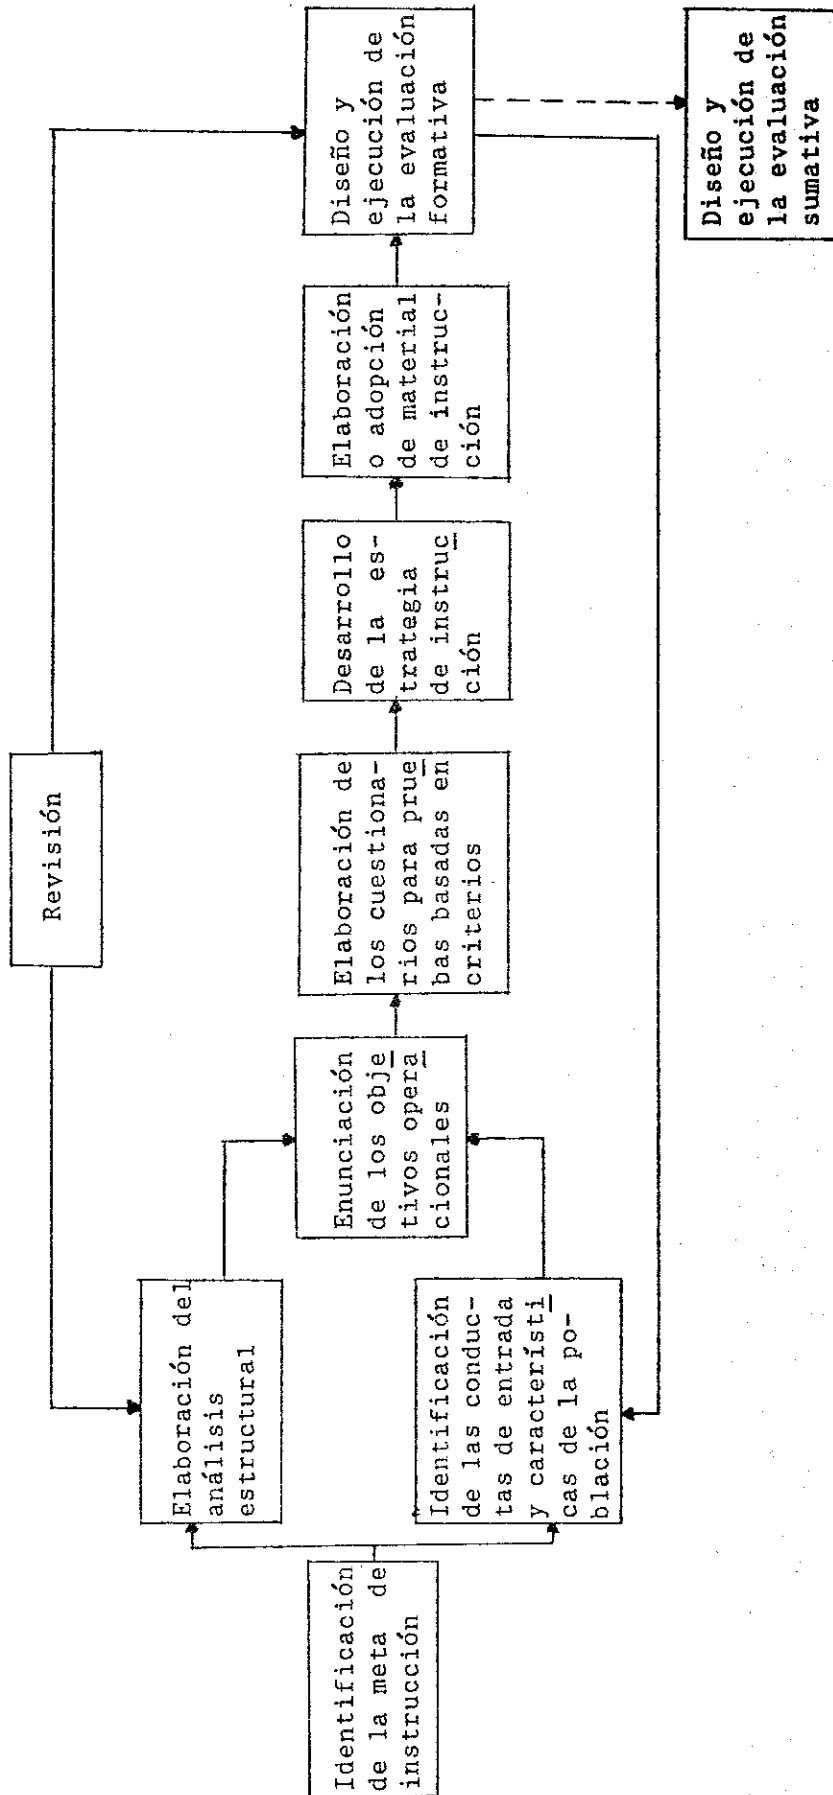 Revisión
Identificación
de la meta de
instrucción
Elaboración del
análisis
estructural
Identificación
de las conduc-
tas de entrada
y característi
cas de la po-
blación
Enunciación
de los obje
tivos opera
cionales
Elaboración de
los cuestiona-
rios para prue
bas basadas en
criterios
Desarrollo
de la es-
trategia
de instruc
ción
Elaboración
o adopción
de material
de instruc-
ción
Diseño y
ejecución de
la evaluación
formativa
Diseño y
ejecución de
la evaluación
sumativa